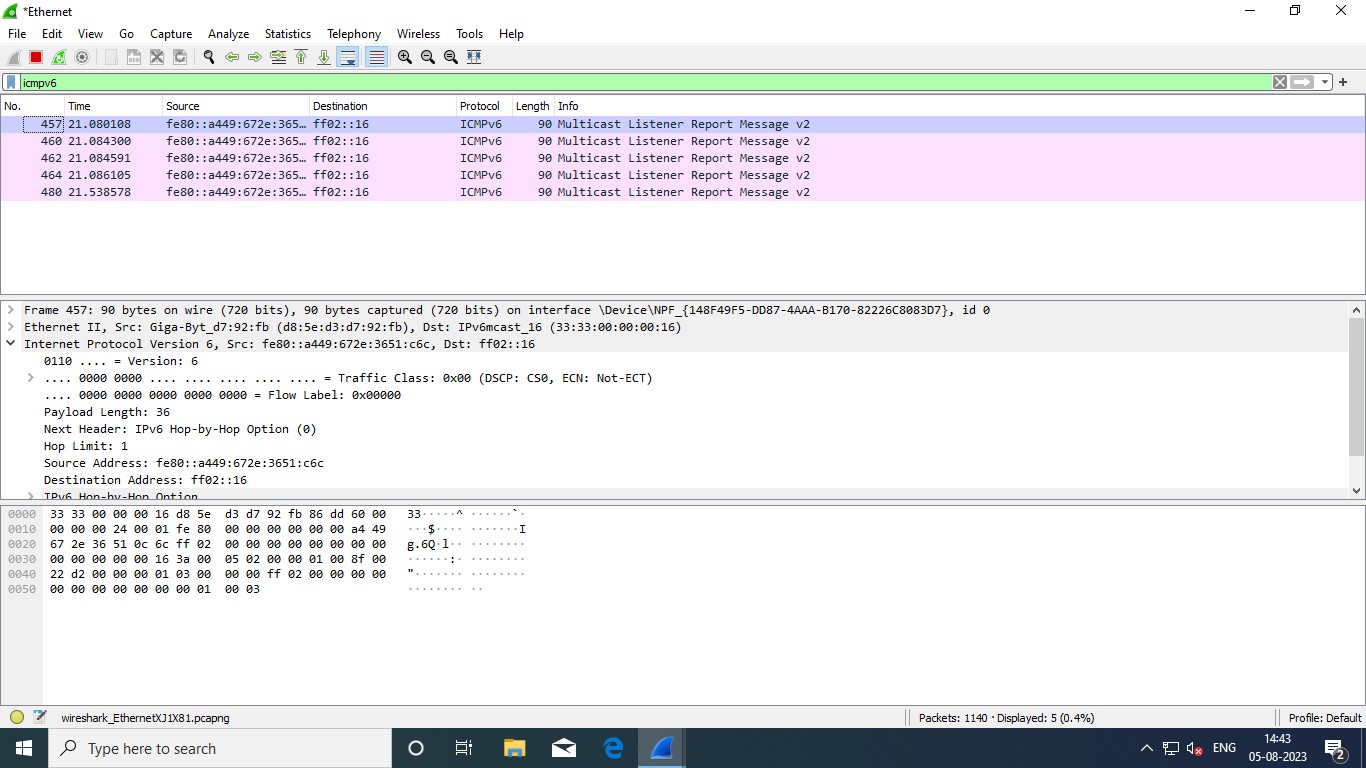 *Ethernet
File Edit View Go Capture Analyze Statistics Telephony Wireless Tools Help
icmpv6
No. Time Source Destination Protocol Length Info
457 21.080108 fe80::a449:672e:365… ff02::16 ICMPv6 90 Multicast Listener Report Message v2
460 21.084300 fe80::a449:672e:365… ff02::16 ICMPv6 90 Multicast Listener Report Message v2
462 21.084591 fe80::a449:672e:365… ff02::16 ICMPv6 90 Multicast Listener Report Message v2
464 21.086105 fe80::a449:672e:365… ff02::16 ICMPv6 90 Multicast Listener Report Message v2
480 21.538578 fe80::a449:672e:365… ff02::16 ICMPv6 90 Multicast Listener Report Message v2
Frame 457: 90 bytes on wire (720 bits), 90 bytes captured (720 bits) on interface \Device\NPF_{148F49F5-DD87-4AAA-B170-82226C8083D7}, id 0
Ethernet II, Src: Giga-Byt_d7:92:fb (d8:5e:d3:d7:92:fb), Dst: IPv6mcast_16 (33:33:00:00:00:16)
Internet Protocol Version 6, Src: fe80::a449:672e:3651:c6c, Dst: ff02::16
0110 .... = Version: 6
.... 0000 0000 .... .... .... .... .... = Traffic Class: 0x00 (DSCP: CS0, ECN: Not-ECT)
.... 0000 0000 0000 0000 0000 = Flow Label: 0x00000
Payload Length: 36
Next Header: IPv6 Hop-by-Hop Option (0)
Hop Limit: 1
Source Address: fe80::a449:672e:3651:c6c
Destination Address: ff02::16
IPv6 Hop-by-Hop Option
0000 33 33 00 00 00 16 d8 5e d3 d7 92 fb 86 dd 60 00 33·····^ ······`·
0010 00 00 00 24 00 01 fe 80 00 00 00 00 00 00 a4 49 ···$···· ·······I
0020 67 2e 36 51 0c 6c ff 02 00 00 00 00 00 00 00 00 g.6Q·l·· ········
0030 00 00 00 00 00 16 3a 00 05 02 00 00 01 00 8f 00 ······:· ········
0040 22 d2 00 00 00 01 03 00 00 00 ff 02 00 00 00 00 "······· ········
0050 00 00 00 00 00 00 00 01 00 03 ········ ··
wireshark_EthernetXJ1X81.pcapng Packets: 1140 · Displayed: 5 (0.4%) Profile: Default
Type here to search ENG 14:43
05-08-2023 2